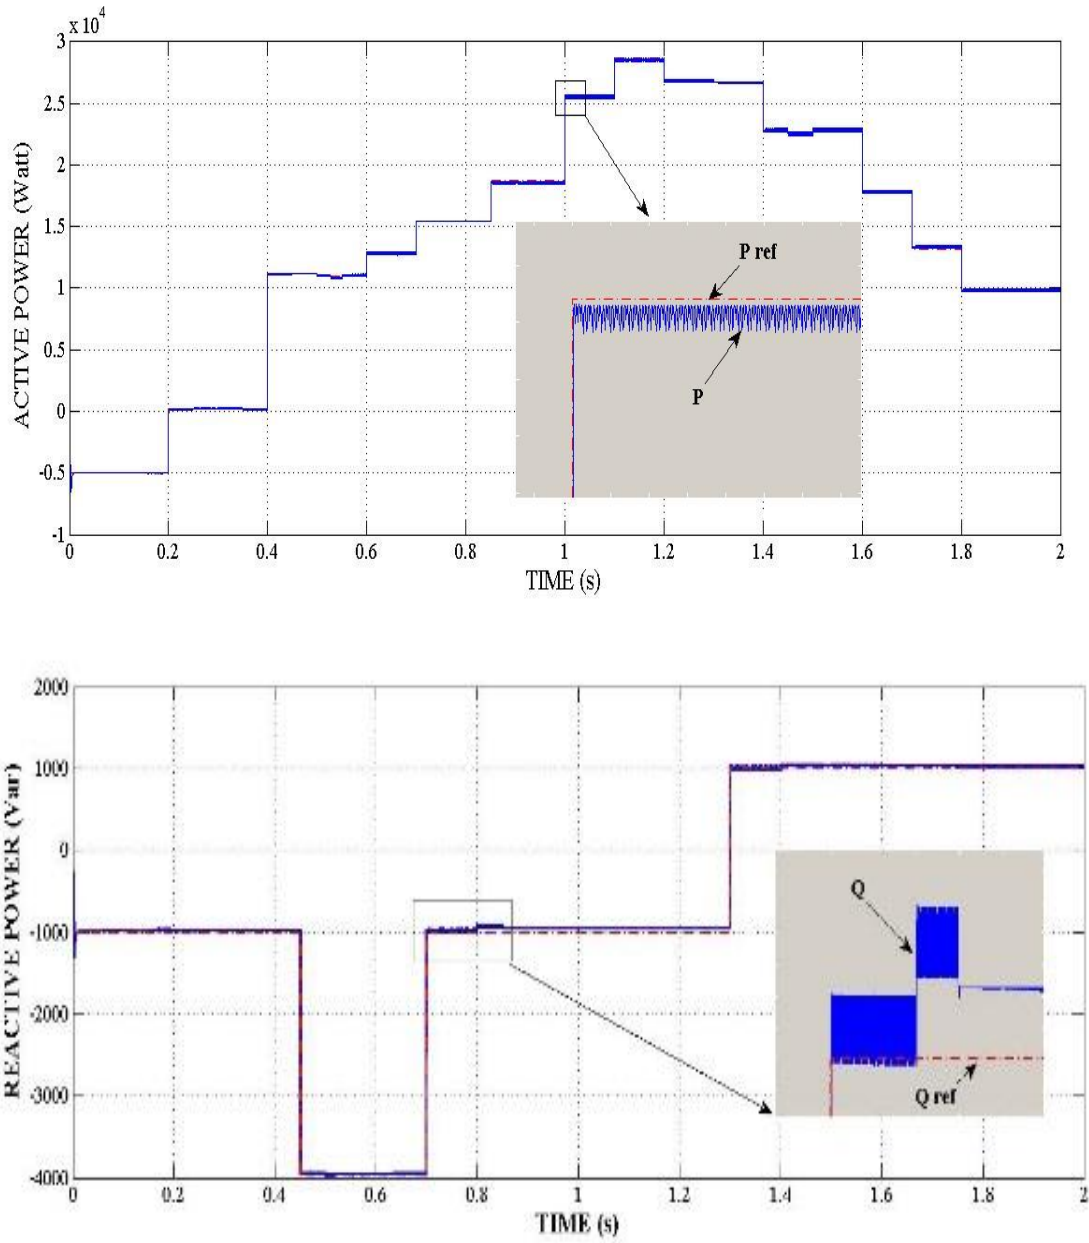 x 10^4
3
2.5
2
1.5
1
0.5
0
-0.5
-1
ACTIVE POWER (Watt)
P ref
P
0 0.2 0.4 0.6 0.8 1 1.2 1.4 1.6 1.8 2
TIME (s)
2000
1000
0
-1000
-2000
-3000
-4000
REACTIVE POWER (Var)
Q
Q ref
0 0.2 0.4 0.6 0.8 1 1.2 1.4 1.6 1.8 2
TIME (s)